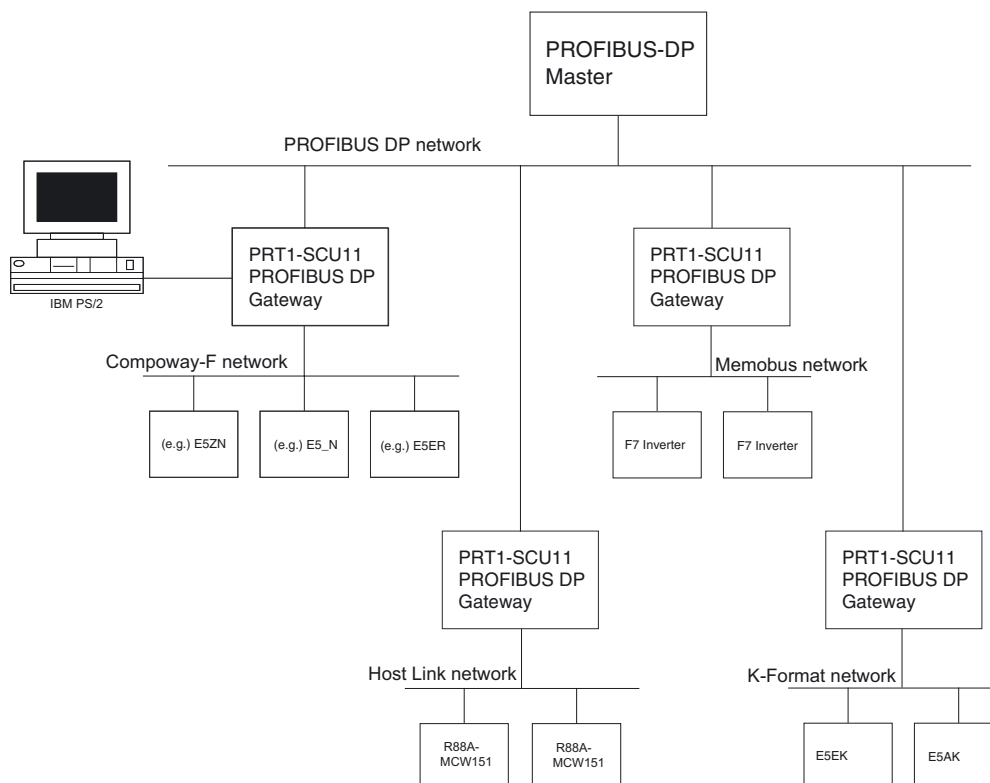 PROFIBUS-DP
Master
PROFIBUS DP network
PRT1-SCU11
PROFIBUS DP
Gateway
PRT1-SCU11
PROFIBUS DP
Gateway
IBM PS/2
Compoway-F network
Memobus network
(e.g.) E5ZN
(e.g.) E5_N
(e.g.) E5ER
F7 Inverter
F7 Inverter
PRT1-SCU11
PROFIBUS DP
Gateway
PRT1-SCU11
PROFIBUS DP
Gateway
Host Link network
K-Format network
R88A-
MCW151
R88A-
MCW151
E5EK
E5AK